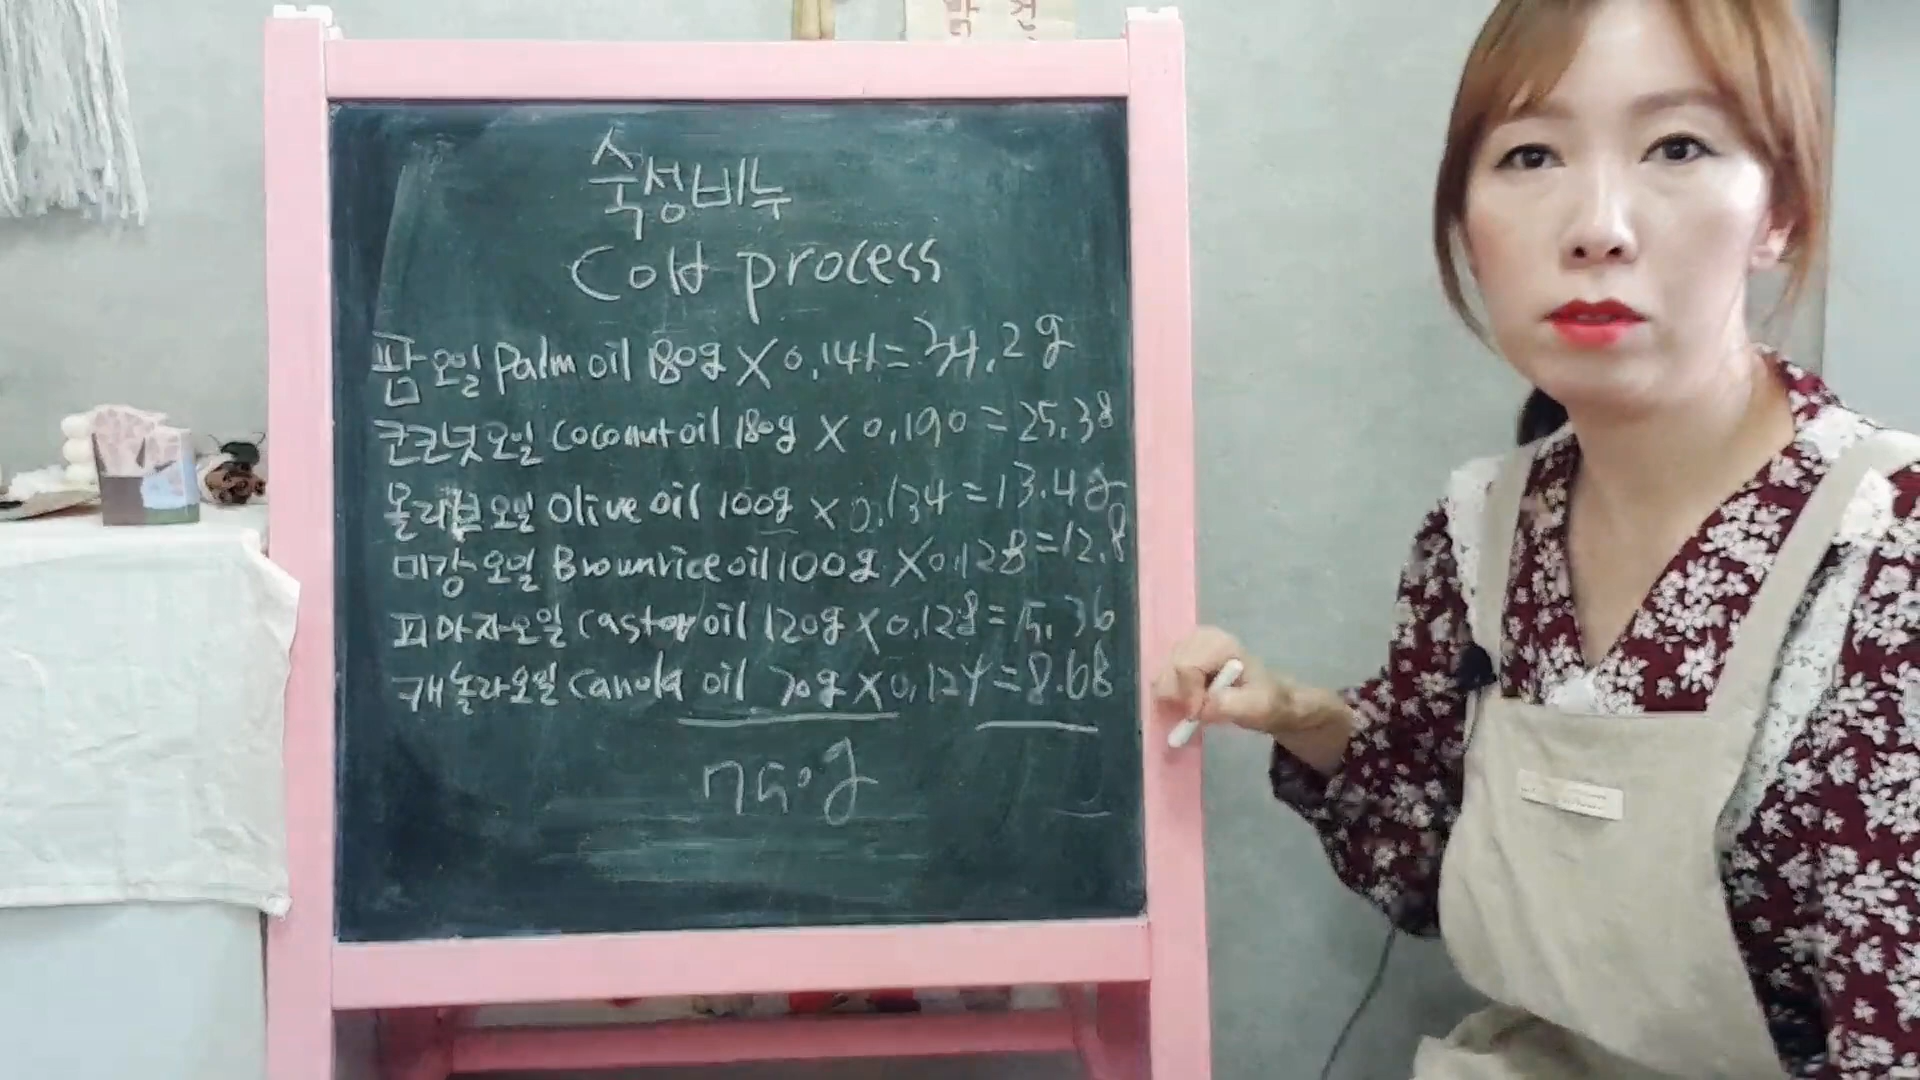 숙성비누
Cold process
팜오일 Palm oil 180g X 0.141 = 34.2g
코코넛오일 Coconut oil 180g X 0.190 = 25.38
올리브오일 Olive oil 100g X 0.134 = 13.4g
미강오일 Brownrice oil 100g X 0.128 = 12.8
피마자오일 Castor oil 120g X 0.128 = 15.36
캐놀라오일 Canola oil 70g X 0.124 = 8.68
750g